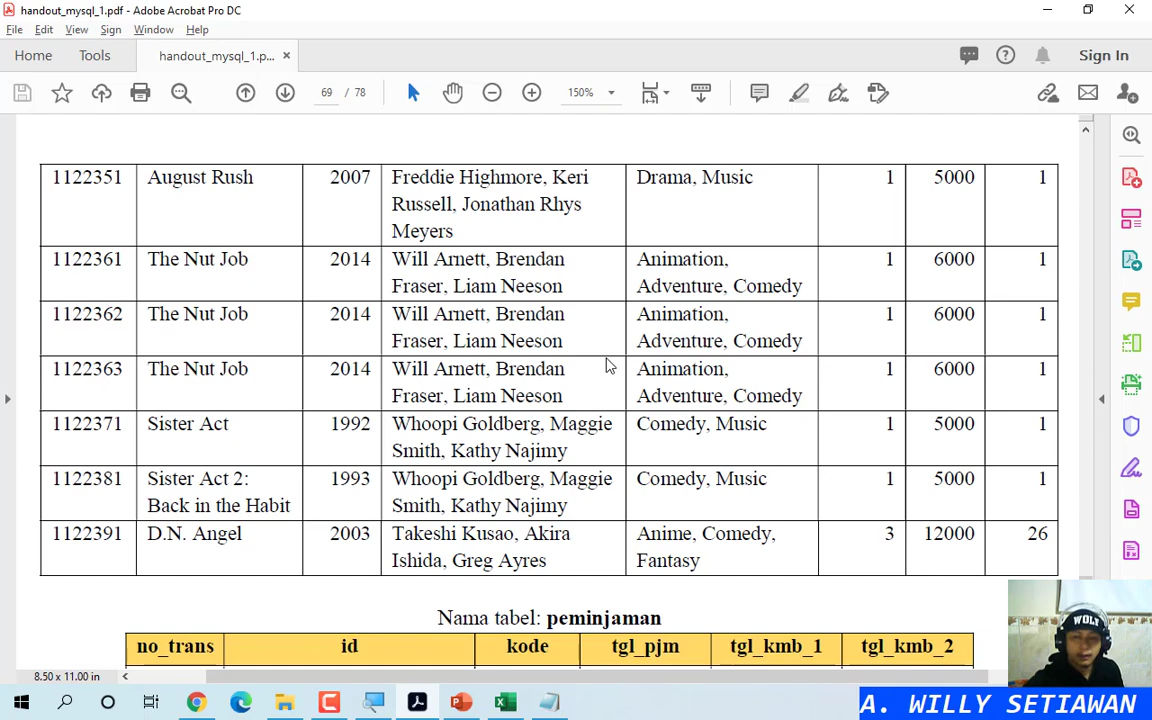 handout_mysql_1.pdf - Adobe Acrobat Pro DC
File Edit View Sign Window Help
Home Tools handout_mysql_1.p... × Sign In
69 / 78 150%
1122351 August Rush 2007 Freddie Highmore, Keri Drama, Music 1 5000 1
Russell, Jonathan Rhys
Meyers
1122361 The Nut Job 2014 Will Arnett, Brendan Animation, 1 6000 1
Fraser, Liam Neeson Adventure, Comedy
1122362 The Nut Job 2014 Will Arnett, Brendan Animation, 1 6000 1
Fraser, Liam Neeson Adventure, Comedy
1122363 The Nut Job 2014 Will Arnett, Brendan Animation, 1 6000 1
Fraser, Liam Neeson Adventure, Comedy
1122371 Sister Act 1992 Whoopi Goldberg, Maggie Comedy, Music 1 5000 1
Smith, Kathy Najimy
1122381 Sister Act 2: 1993 Whoopi Goldberg, Maggie Comedy, Music 1 5000 1
Back in the Habit Smith, Kathy Najimy
1122391 D.N. Angel 2003 Takeshi Kusao, Akira Anime, Comedy, 3 12000 26
Ishida, Greg Ayres Fantasy
Nama tabel: peminjaman
no_trans id kode tgl_pjm tgl_kmb_1 tgl_kmb_2
8.50 x 11.00 in
WOLF
A. WILLY SETIAWAN